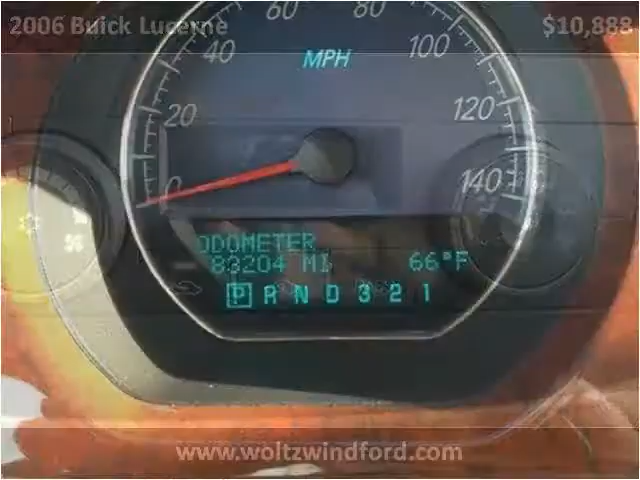 2006 Buick Lucerne $10,888
60 80
40 100
MPH
20 120
0 140
ODOMETER
83204 MI 66°F
P R N D 3 2 1
www.woltzwindford.com